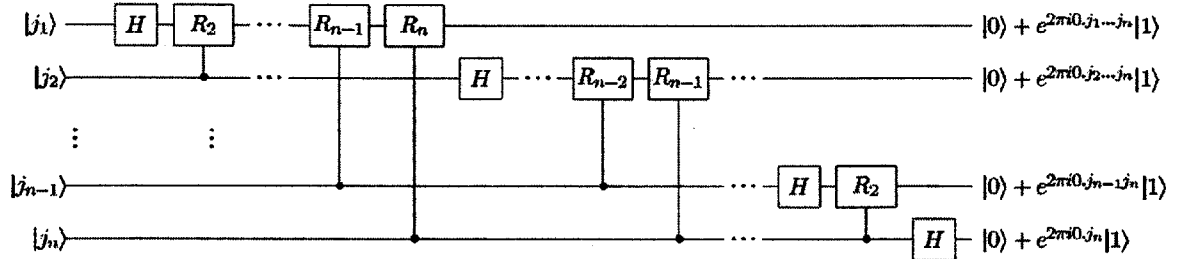 |j₁⟩ H R₂ ··· Rₙ₋₁ Rₙ |0⟩ + e^{2πi0.j₁...jₙ}|1⟩
|j₂⟩ ··· H ··· Rₙ₋₂ Rₙ₋₁ ··· |0⟩ + e^{2πi0.j₂...jₙ}|1⟩
⋮ ⋮
|jₙ₋₁⟩ ··· H R₂ |0⟩ + e^{2πi0.jₙ₋₁jₙ}|1⟩
|jₙ⟩ ··· H |0⟩ + e^{2πi0.jₙ}|1⟩